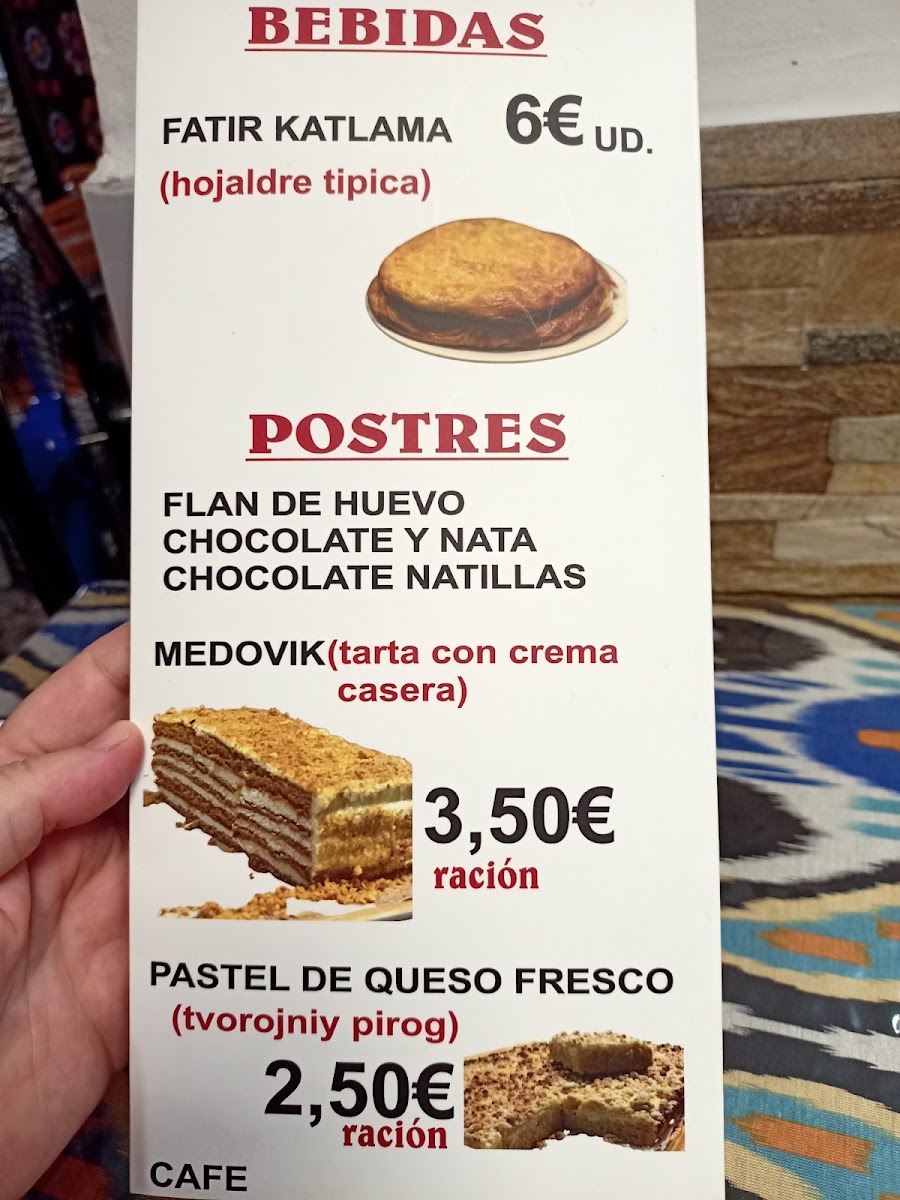 BEBIDAS
FATIR KATLAMA 6€ UD.
(hojaldre tipica)
POSTRES
FLAN DE HUEVO
CHOCOLATE Y NATA
CHOCOLATE NATILLAS
MEDOVIK(tarta con crema
casera)
3,50€
ración
PASTEL DE QUESO FRESCO
(tvorojniy pirog)
2,50€
ración
CAFE